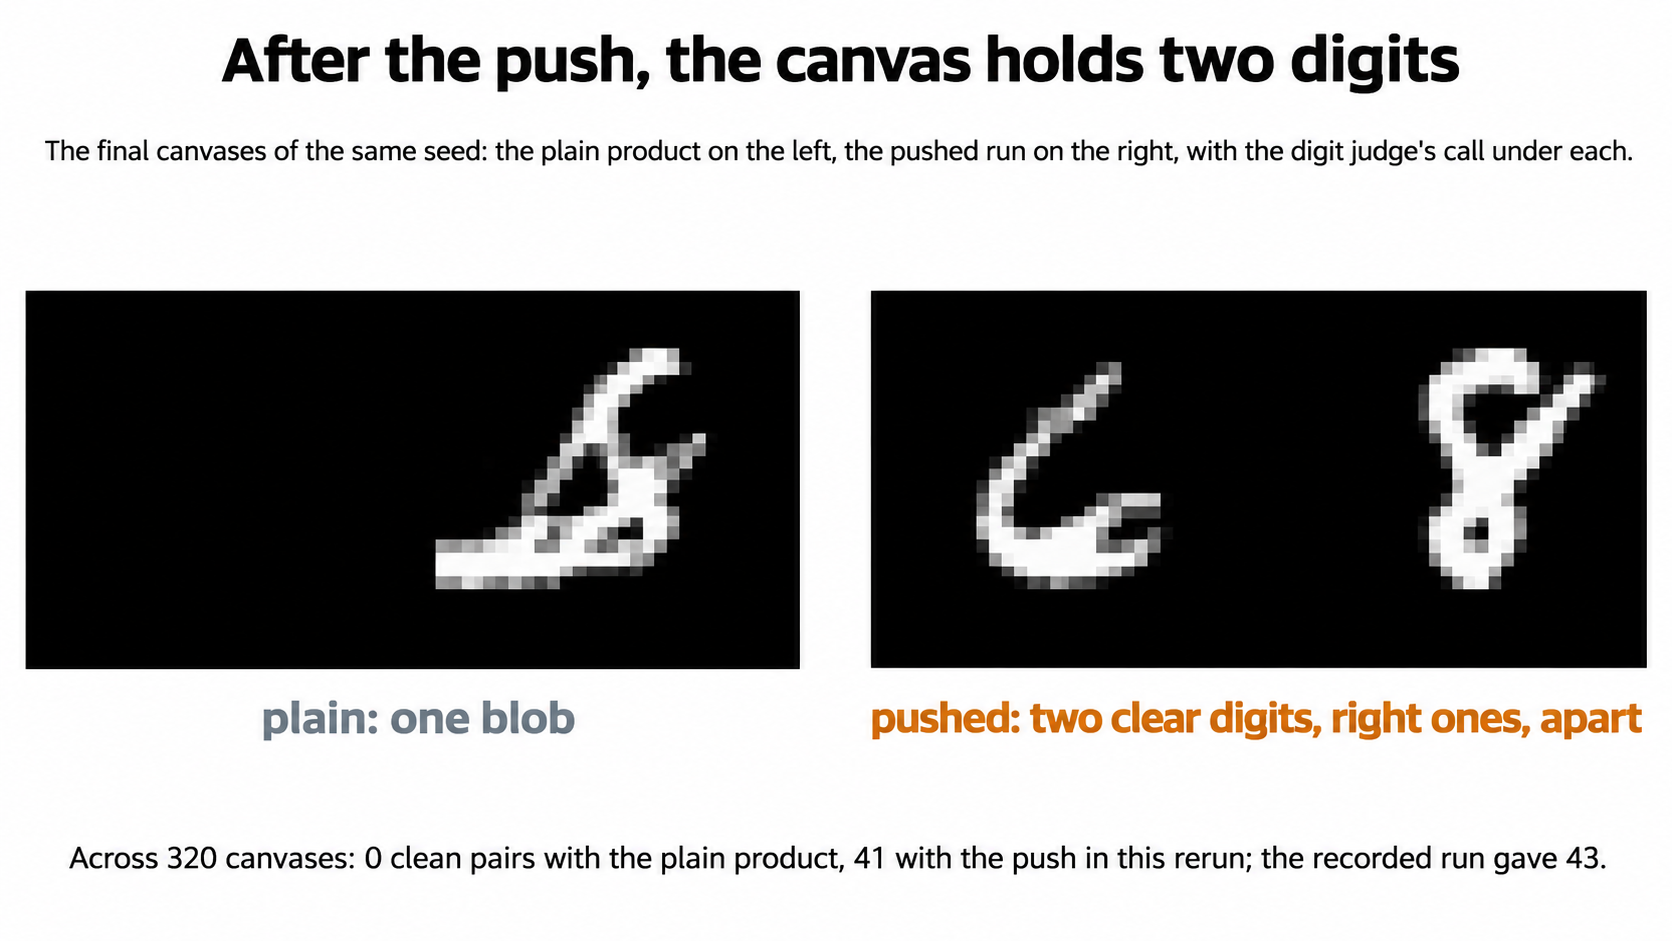 After the push, the canvas holds two digits
The final canvases of the same seed: the plain product on the left, the pushed run on the right, with the digit judge's call under each.
plain: one blob
pushed: two clear digits, right ones, apart
Across 320 canvases: 0 clean pairs with the plain product, 41 with the push in this rerun; the recorded run gave 43.